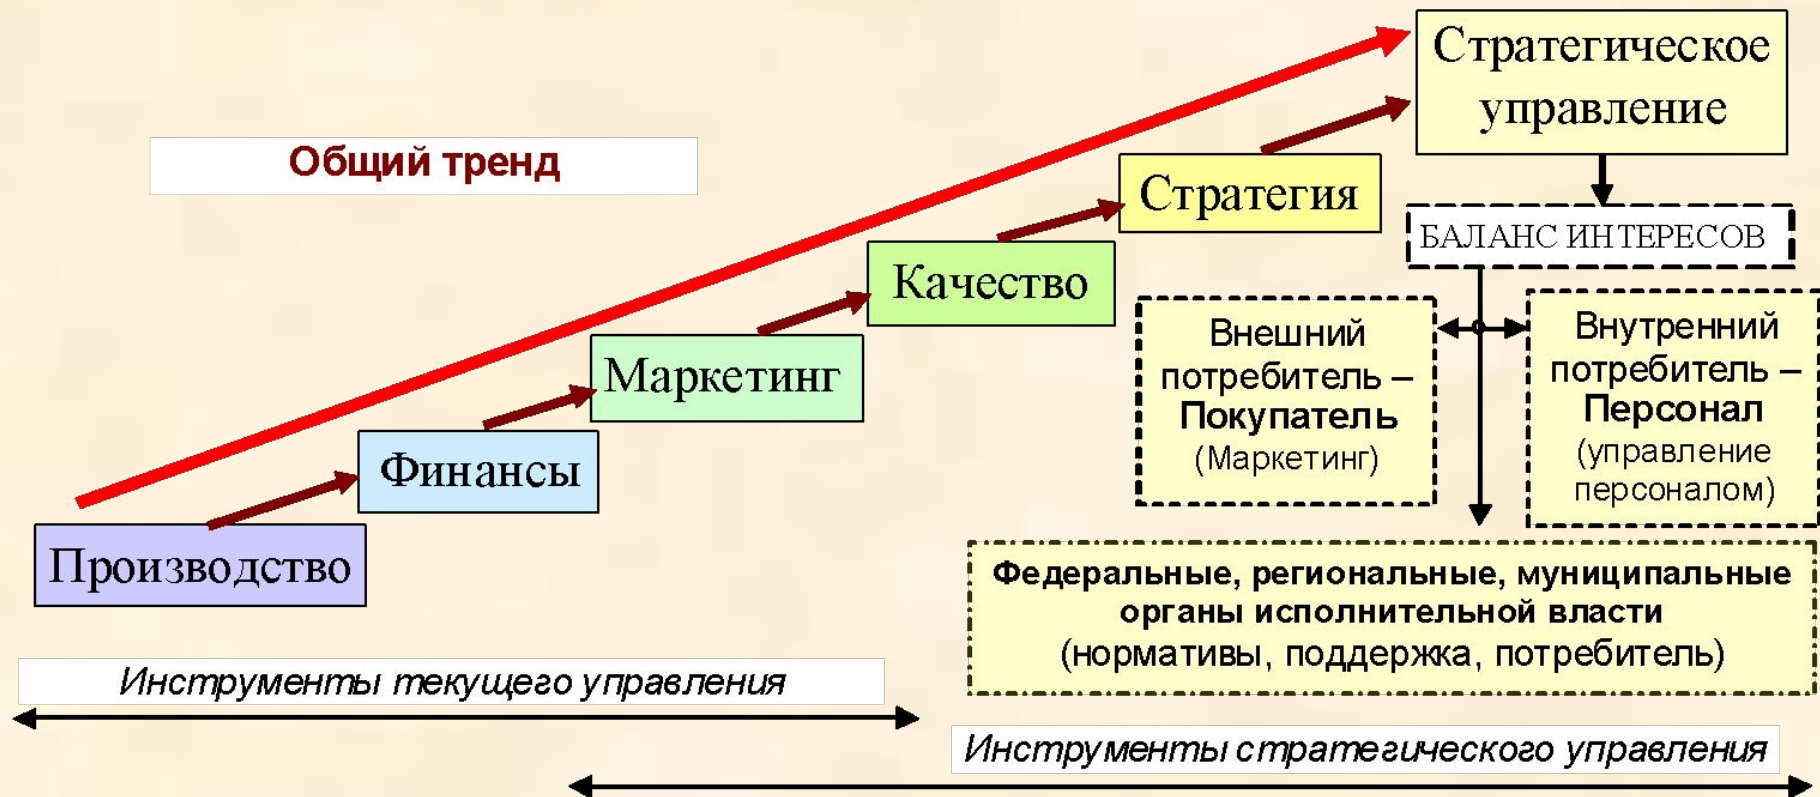 Общий тренд
Стратегическое
управление
Стратегия
БАЛАНС ИНТЕРЕСОВ
Качество
Маркетинг
Финансы
Производство
Внешний
потребитель –
Покупатель
(Маркетинг)
Внутренний
потребитель –
Персонал
(управление
персоналом)
Федеральные, региональные, муниципальные
органы исполнительной власти
(нормативы, поддержка, потребитель)
Инструменты текущего управления
Инструменты стратегического управления